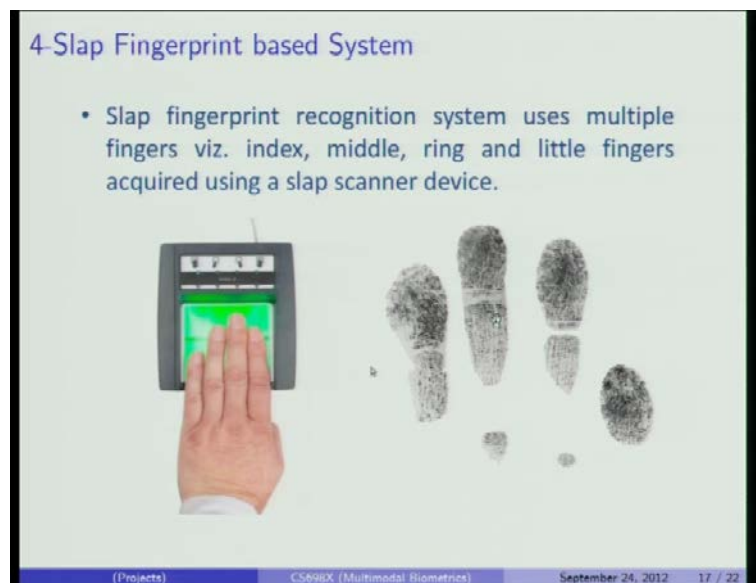 4-Slap Fingerprint based System
• Slap fingerprint recognition system uses multiple
fingers viz. index, middle, ring and little fingers
acquired using a slap scanner device.
(Projects) CS698X (Multimodal Biometrics) September 24, 2012 17 / 22